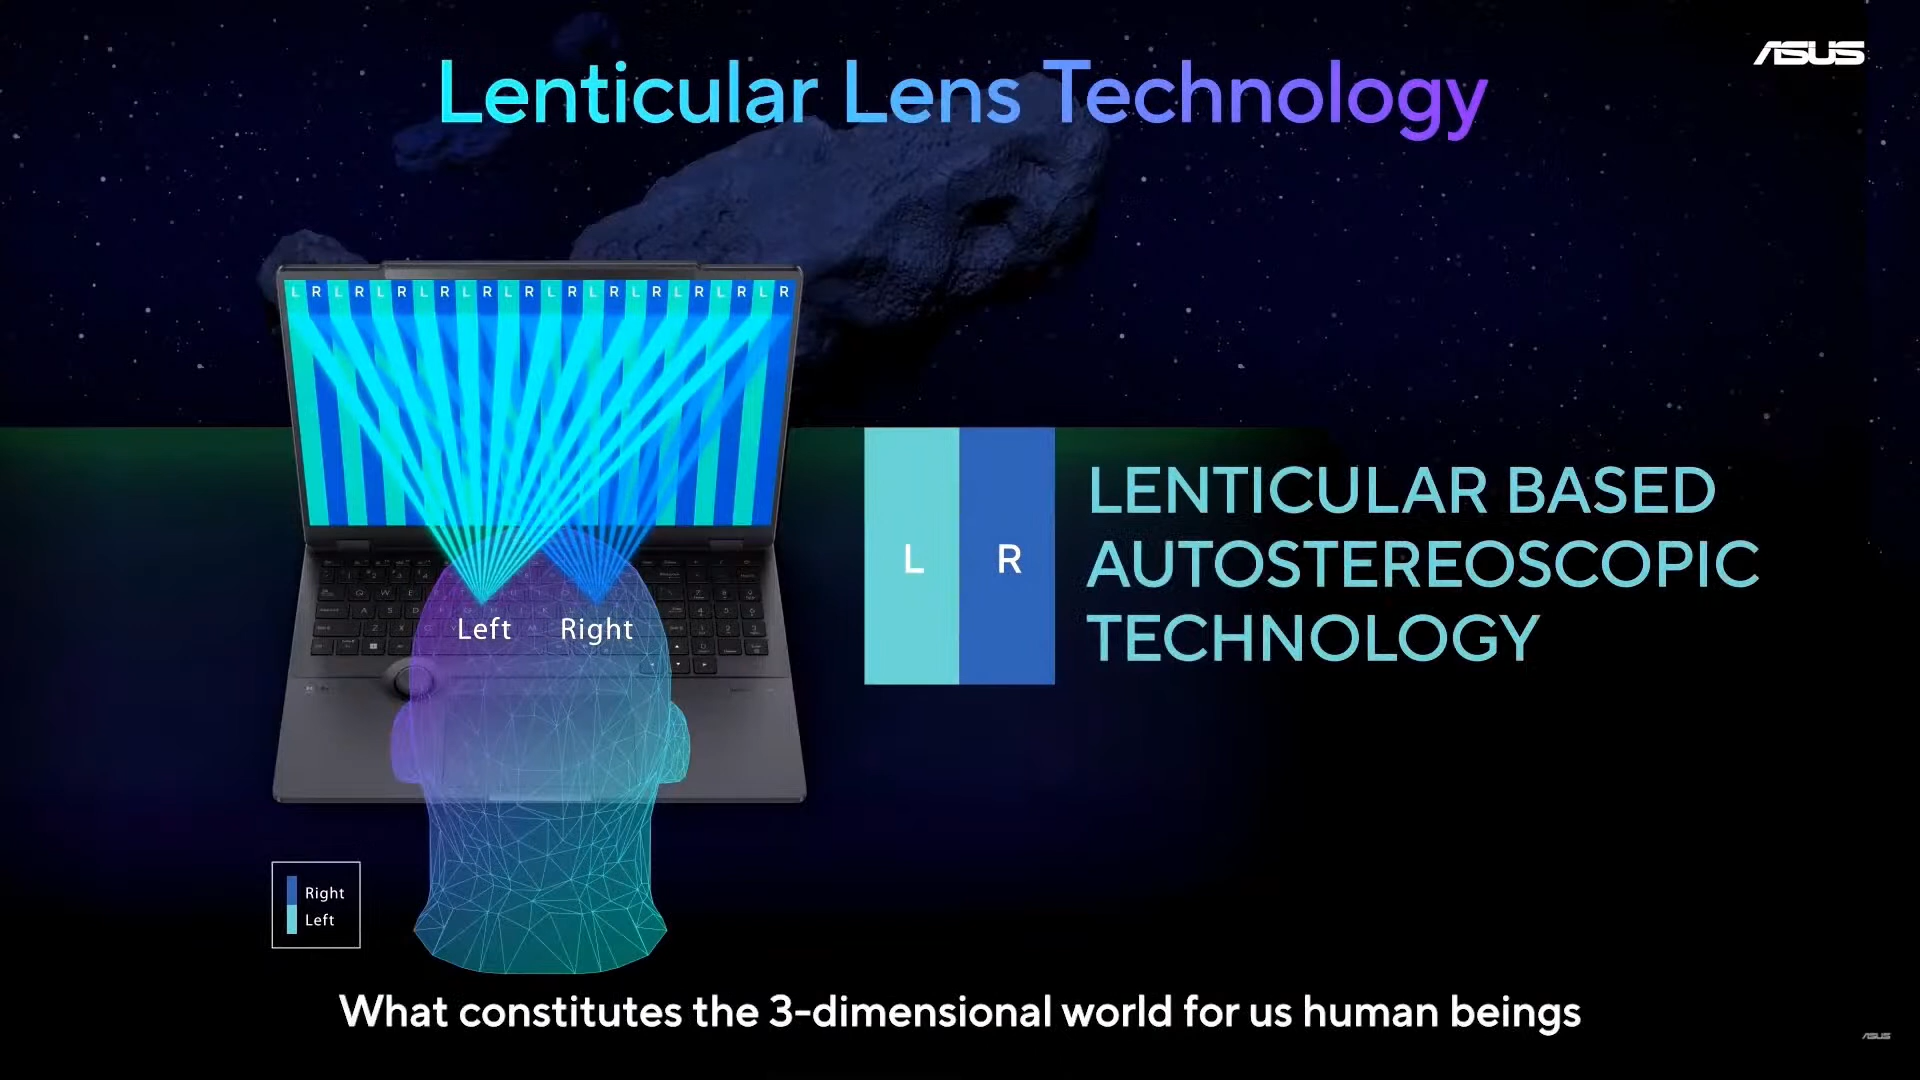 Lenticular Lens Technology
ASUS
L R L R L R L R L R L R L R L R L R L R L R L R
L R
LENTICULAR BASED
AUTOSTEREOSCOPIC
TECHNOLOGY
Left Right
Right
Left
What constitutes the 3-dimensional world for us human beings
ASUS